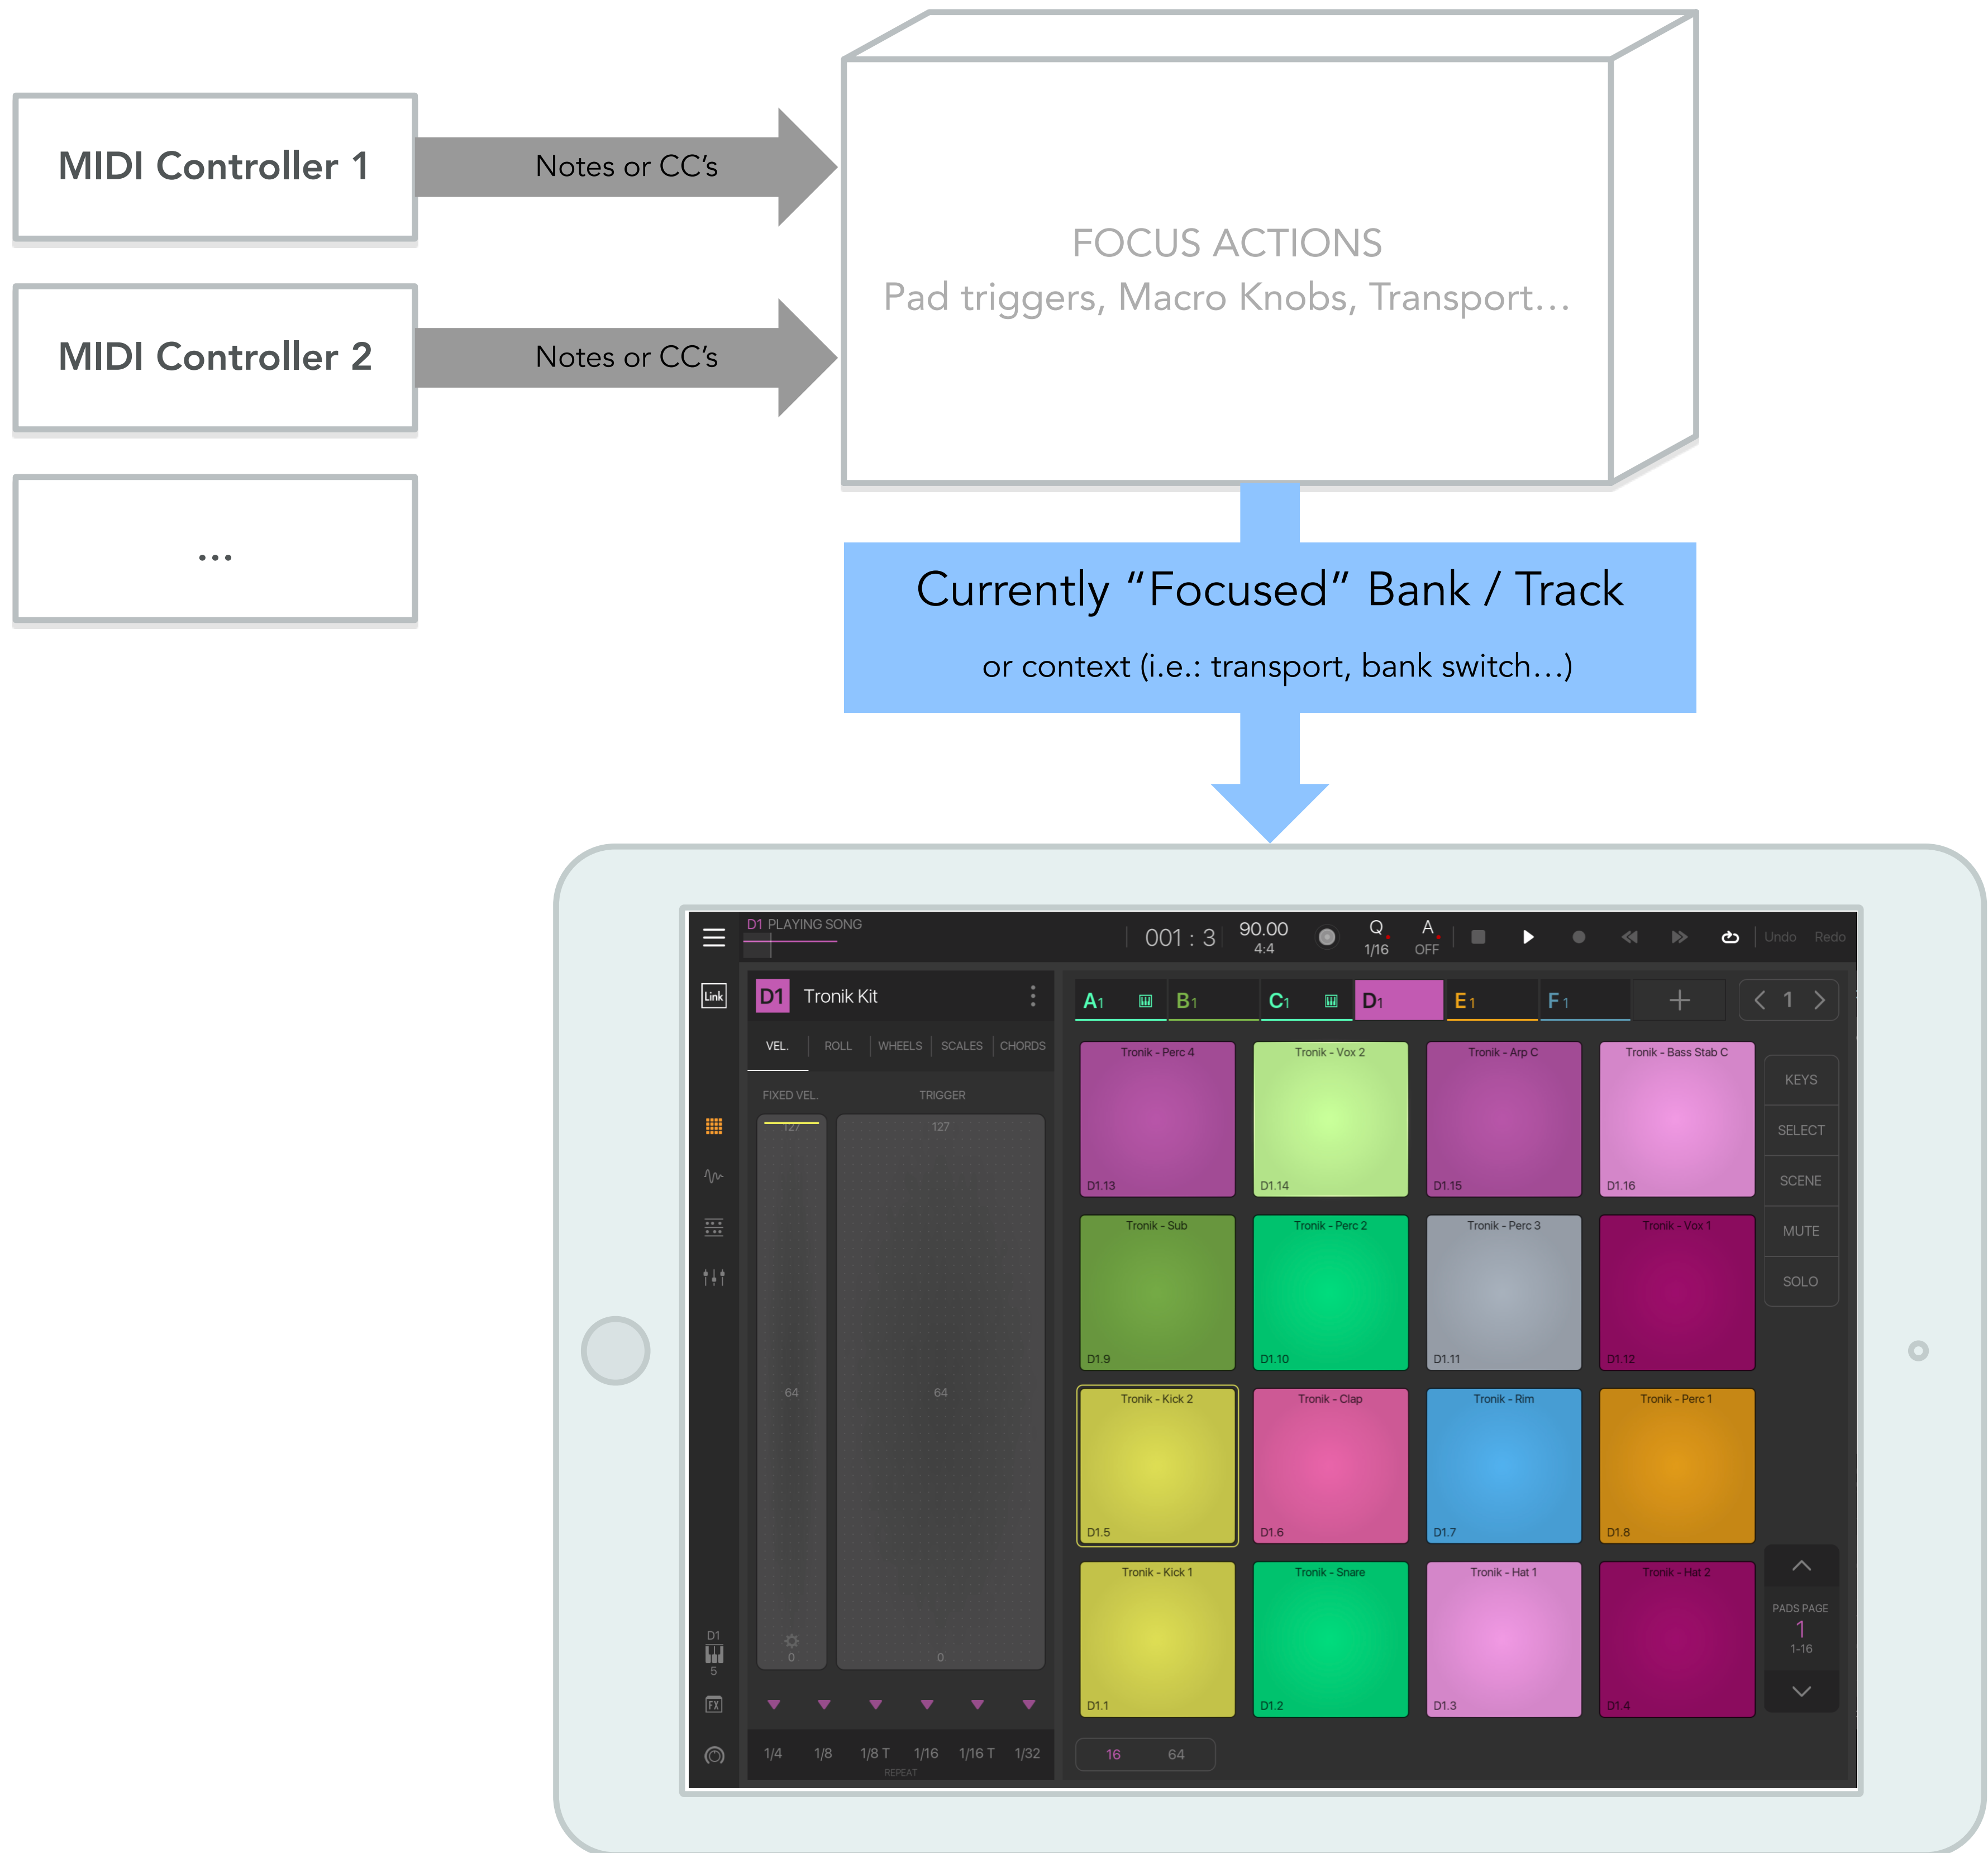 MIDI Controller 1
Notes or CC’s
MIDI Controller 2
Notes or CC’s
...
FOCUS ACTIONS
Pad triggers, Macro Knobs, Transport...
Currently “Focused” Bank / Track
or context (i.e.: transport, bank switch...)
D1 PLAYING SONG
001 : 3
90.00
4:4
Q
1/16
A
OFF
Undo Redo
Link
D1 Tronik Kit
VEL. ROLL WHEELS SCALES CHORDS
FIXED VEL. TRIGGER
127 127
64 64
0 0
1/4 1/8 1/8 T 1/16 1/16 T 1/32
REPEAT
D1
5
FX
A1 B1 C1 D1 E1 F1 + < 1 >
Tronik - Perc 4
D1.13
Tronik - Vox 2
D1.14
Tronik - Arp C
D1.15
Tronik - Bass Stab C
D1.16
Tronik - Sub
D1.9
Tronik - Perc 2
D1.10
Tronik - Perc 3
D1.11
Tronik - Vox 1
D1.12
Tronik - Kick 2
D1.5
Tronik - Clap
D1.6
Tronik - Rim
D1.7
Tronik - Perc 1
D1.8
Tronik - Kick 1
D1.1
Tronik - Snare
D1.2
Tronik - Hat 1
D1.3
Tronik - Hat 2
D1.4
KEYS
SELECT
SCENE
MUTE
SOLO
PADS PAGE
1
1-16
16 64